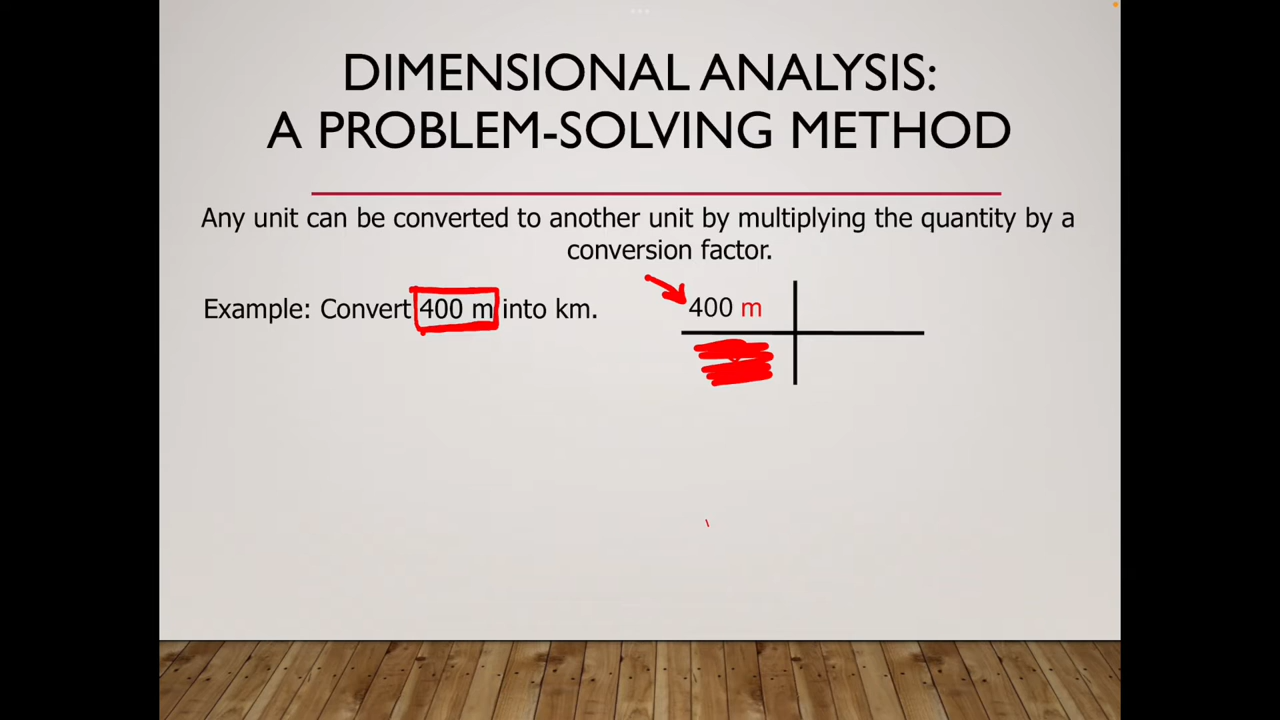 DIMENSIONAL ANALYSIS:
A PROBLEM-SOLVING METHOD
Any unit can be converted to another unit by multiplying the quantity by a
conversion factor.
Example: Convert 400 m into km.
400 m